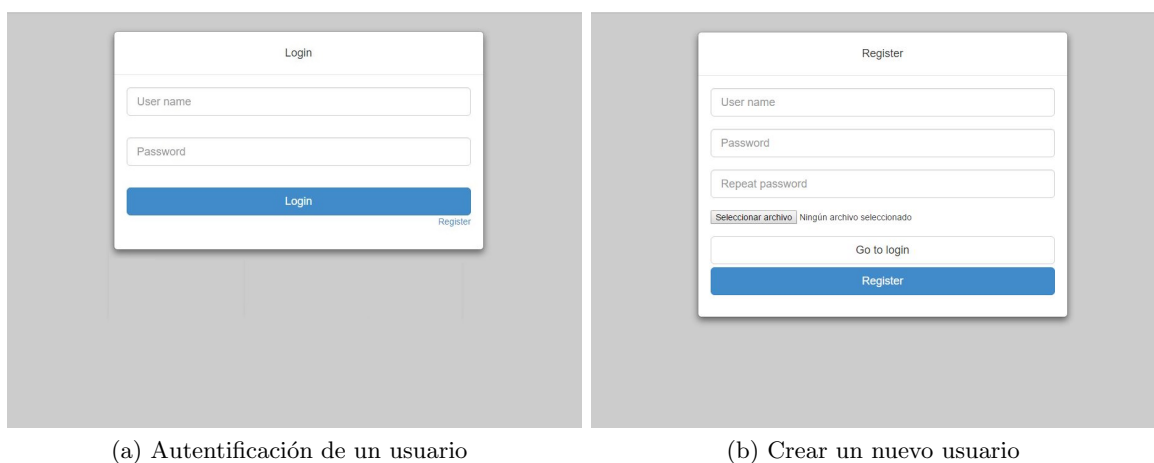 Login
User name
Password
Login
Register
(a) Autentificación de un usuario
Register
User name
Password
Repeat password
Seleccionar archivo Ningún archivo seleccionado
Go to login
Register
(b) Crear un nuevo usuario